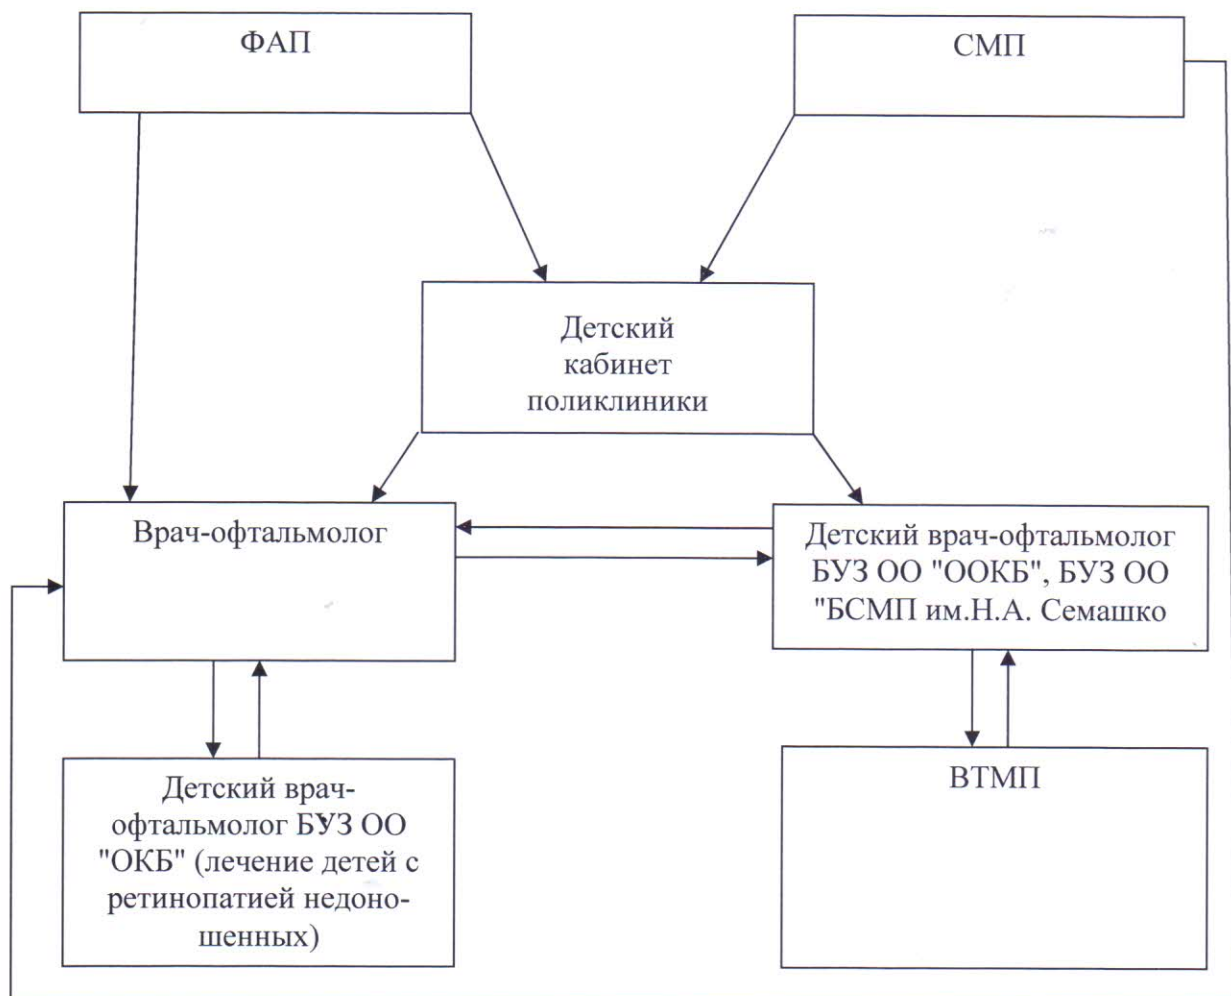 ФАП
СМП
Детский
кабинет
поликлиники
Врач-офтальмолог
Детский врач-офтальмолог
БУЗ ОО "ООКБ", БУЗ ОО
"БСМП им.Н.А. Семашко
Детский врач-
офтальмолог БУЗ ОО
"ОКБ" (лечение детей с
ретинопатией недоно-
шенных)
ВТМП